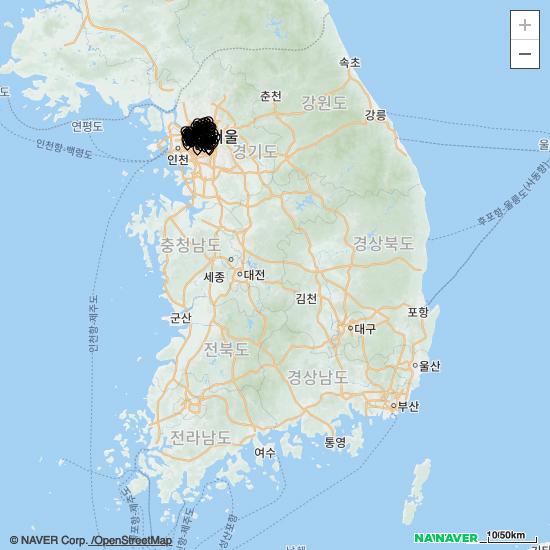 +
−
속초
춘천
강원도
강릉
연평도
인천항-백령도
서울
인천
경기도
후포항-울릉도(사동항)
충청남도
경상북도
세종
대전
인천항-제주도
김천
군산
포항
전북도
대구
경상남도
울산
부산
전라남도
통영
여수
© NAVER Corp. /OpenStreetMap
NAVER
10/50km